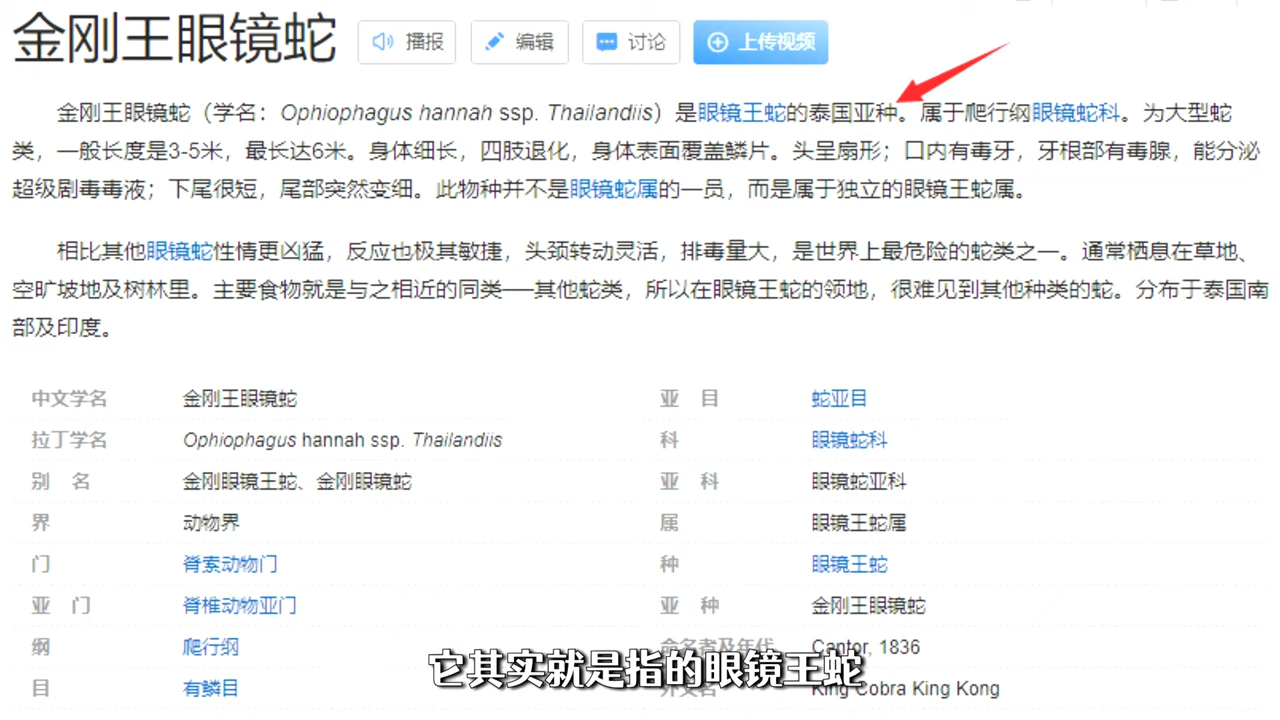 金刚王眼镜蛇 播报 编辑 讨论 上传视频
金刚王眼镜蛇（学名：Ophiophagus hannah ssp. Thailandiis）是眼镜王蛇的泰国亚种。属于爬行纲眼镜蛇科。为大型蛇
类，一般长度是3-5米，最长达6米。身体细长，四肢退化，身体表面覆盖鳞片。头呈扇形；口内有毒牙，牙根部有毒腺，能分泌
超级剧毒毒液；下尾很短，尾部突然变细。此物种并不是眼镜蛇属的一员，而是属于独立的眼镜王蛇属。
相比其他眼镜蛇性情更凶猛，反应也极其敏捷，头颈转动灵活，排毒量大，是世界上最危险的蛇类之一。通常栖息在草地、
空旷坡地及树林里。主要食物就是与之相近的同类──其他蛇类，所以在眼镜王蛇的领地，很难见到其他种类的蛇。分布于泰国南
部及印度。
中文学名 金刚王眼镜蛇 亚目 蛇亚目
拉丁学名 Ophiophagus hannah ssp. Thailandiis 科 眼镜蛇科
别名 金刚眼镜王蛇、金刚眼镜蛇 亚科 眼镜蛇亚科
界 动物界 属 眼镜王蛇属
门 脊索动物门 种 眼镜王蛇
亚门 脊椎动物亚门 亚种 金刚王眼镜蛇
纲 爬行纲 命名者及年代 Cantor, 1836
目 有鳞目 外文名 King Cobra King Kong
它其实就是指的眼镜王蛇